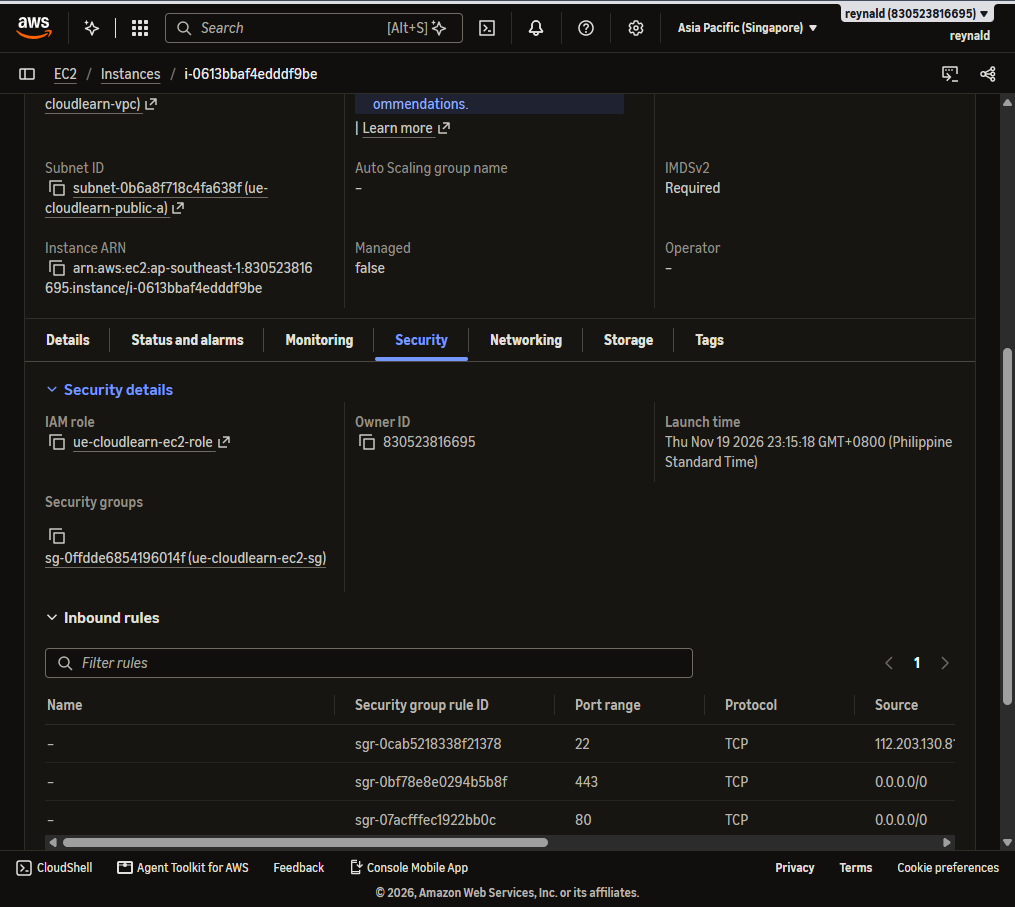 aws
Search
[Alt+S]
Asia Pacific (Singapore)
reynald (830523816695)
reynald
EC2 / Instances / i-0613bbaf4edddf9be
cloudlearn-vpc)
ommendations.
| Learn more
Subnet ID
subnet-0b6a8f718c4fa638f (ue-
cloudlearn-public-a)
Auto Scaling group name
–
IMDSv2
Required
Instance ARN
arn:aws:ec2:ap-southeast-1:830523816
695:instance/i-0613bbaf4edddf9be
Managed
false
Operator
–
Details
Status and alarms
Monitoring
Security
Networking
Storage
Tags
Security details
IAM role
ue-cloudlearn-ec2-role
Owner ID
830523816695
Launch time
Thu Nov 19 2026 23:15:18 GMT+0800 (Philippine
Standard Time)
Security groups
sg-0ffdde6854196014f (ue-cloudlearn-ec2-sg)
Inbound rules
Filter rules
1
Name Security group rule ID Port range Protocol Source
– sgr-0cab5218338f21378 22 TCP 112.203.130.8
– sgr-0bf78e8e0294b5b8f 443 TCP 0.0.0.0/0
– sgr-07acfffec1922bb0c 80 TCP 0.0.0.0/0
CloudShell
Agent Toolkit for AWS
Feedback
Console Mobile App
Privacy
Terms
Cookie preferences
© 2026, Amazon Web Services, Inc. or its affiliates.